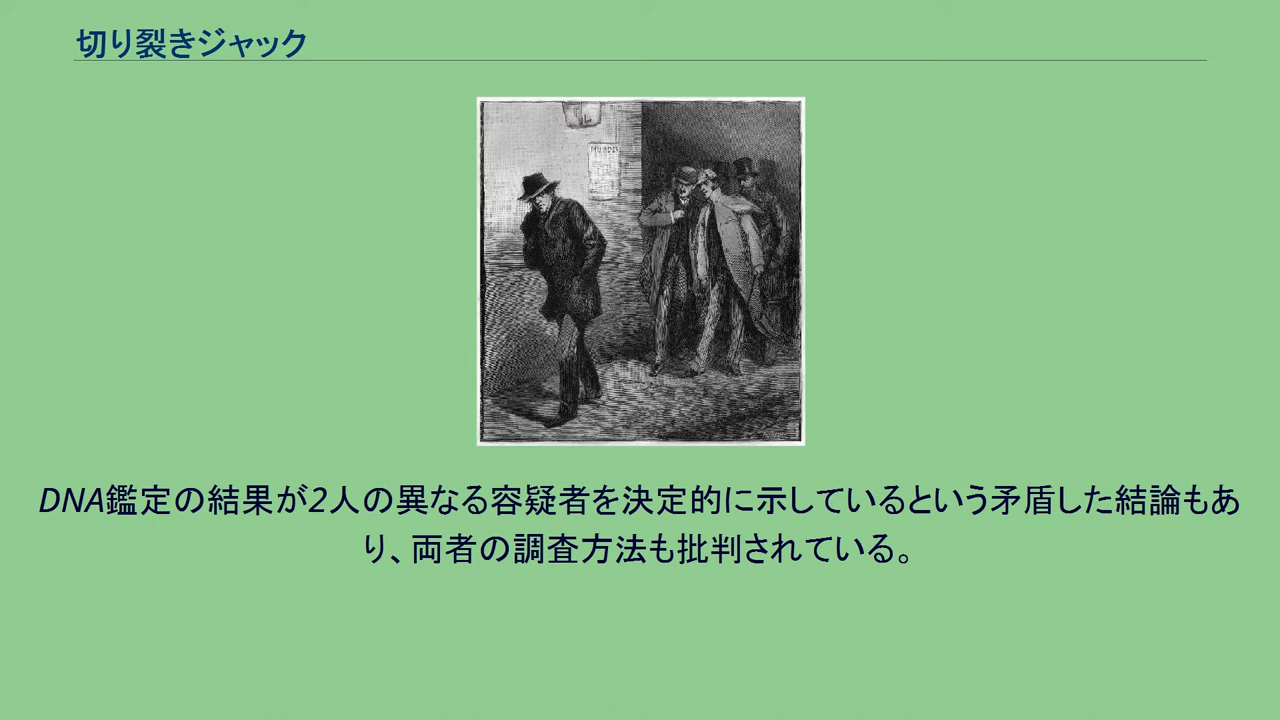 切り裂きジャック
DNA鑑定の結果が2人の異なる容疑者を決定的に示しているという矛盾した結論もあ
り、両者の調査方法も批判されている。